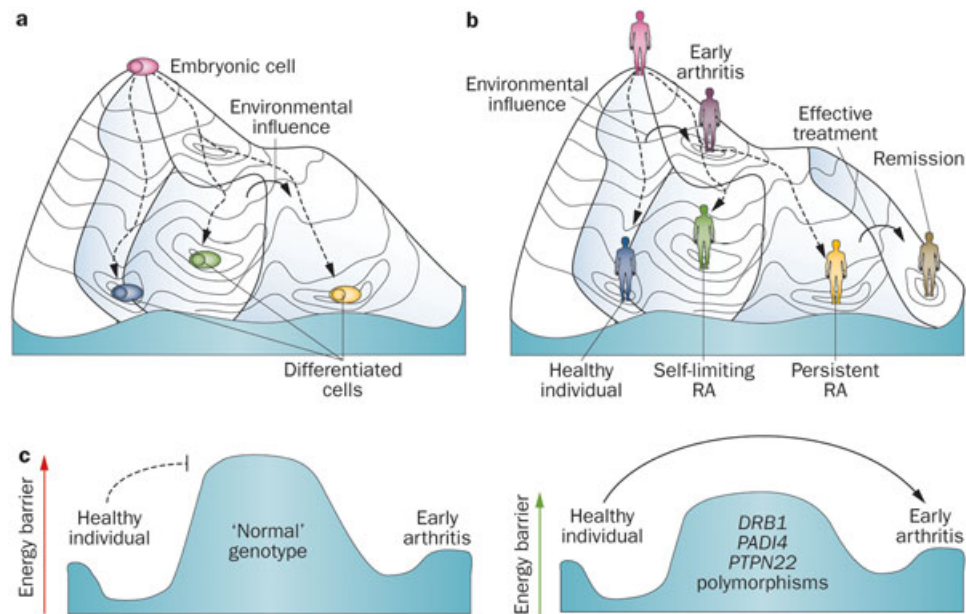 a
Embryonic cell
Environmental
influence
Differentiated
cells
b
Early
arthritis
Environmental
influence
Effective
treatment
Remission
Healthy
individual
Self-limiting
RA
Persistent
RA
c
Energy barrier
Healthy
individual
'Normal'
genotype
Early
arthritis
Energy barrier
Healthy
individual
DRB1
PADI4
PTPN22
polymorphisms
Early
arthritis